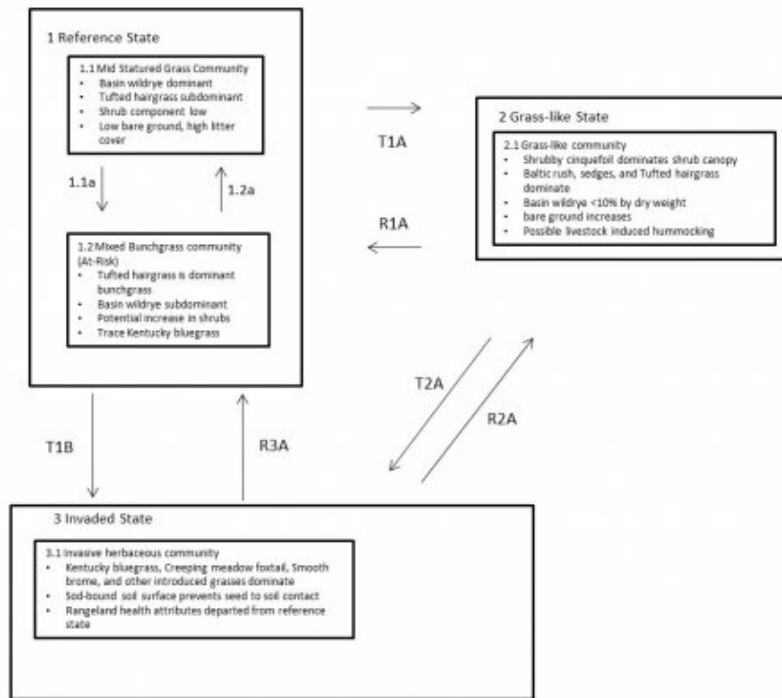 1 Reference State
1.1 Mid Statured Grass Community
• Basin wildrye dominant
• Tufted hairgrass subdominant
• Shrub component low
• Low bare ground, high litter
cover
1.1a
1.2a
1.2 Mixed Bunchgrass community
(At-Risk)
• Tufted hairgrass is dominant
bunchgrass
• Basin wildrye subdominant
• Potential increase in shrubs
• Trace Kentucky bluegrass
T1A
R1A
2 Grass-like State
2.1 Grass-like community
• Shrubby cinquefoil dominates shrub canopy
• Baltic rush, sedges, and Tufted hairgrass
dominate
• Basin wildrye <10% by dry weight
• bare ground increases
• Possible livestock induced hummocking
T1B
R3A
T2A
R2A
3 Invaded State
3.1 Invasive herbaceous community
• Kentucky bluegrass, Creeping meadow foxtail, Smooth
brome, and other introduced grasses dominate
• Sod-bound soil surface prevents seed to soil contact
• Rangeland health attributes departed from reference
state